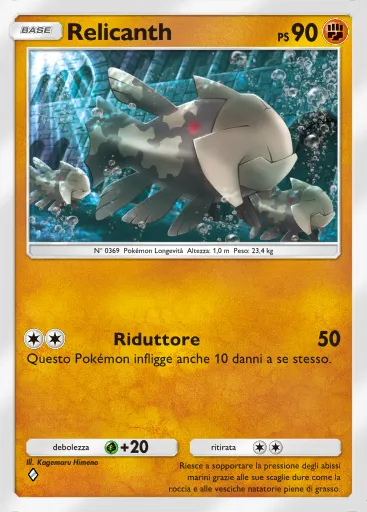 BASE Relicanth PS 90
N° 0369 Pokémon Longevità Altezza: 1,0 m Peso: 23,4 kg
Riduttore 50
Questo Pokémon infligge anche 10 danni a se stesso.
debolezza +20 ritirata
Ill. Kagemaru Himeno
Riesce a sopportare la pressione degli abissi
marini grazie alle sue scaglie dure come la
roccia e alle vesciche natatorie piene di grasso.